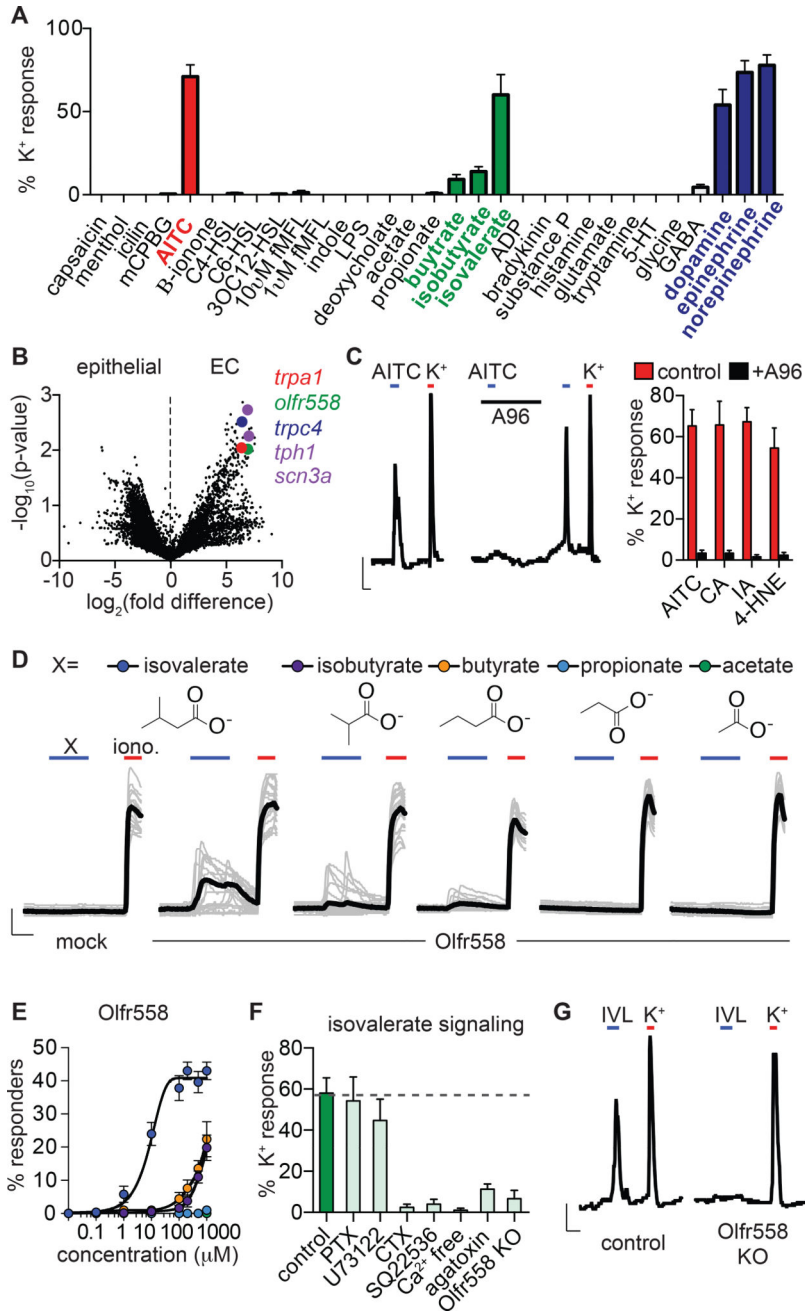 A
100
50
0
% K+ response
capsaicin
menthol
icilin
mCPBG
AITC
B-ionone
C4-HSL
C6-HSL
3OC12-HSL
10υM fMFL
1υM fMFL
indole
LPS
deoxycholate
acetate
propionate
buytrate
isobutyrate
isovalerate
ADP
bradykinin
substance P
histamine
glutamate
tryptamine
5-HT
glycine
GABA
dopamine
epinephrine
norepinephrine
B
epithelial EC
3
2
1
0
-log10(p-value)
-10 -5 0 5 10
log2(fold difference)
trpa1
olfr558
trpc4
tph1
scn3a
C
AITC K+ AITC K+
A96
control +A96
80
60
40
20
0
% K+ response
AITC
CA
IA
4-HNE
D
X= isovalerate isobutyrate butyrate propionate acetate
O O O O O- O-
O- O- O- O
X iono.
mock Olfr558
E
Olfr558
50
40
30
20
10
0
% responders
0.1 1 10 100 1000
concentration (µM)
F
isovalerate signaling
80
60
40
20
0
% K+ response
control
PTX
U73122
CTX
SQ22536
Ca2+ free
agatoxin
Olfr558 KO
G
IVL K+ IVL K+
control Olfr558
KO